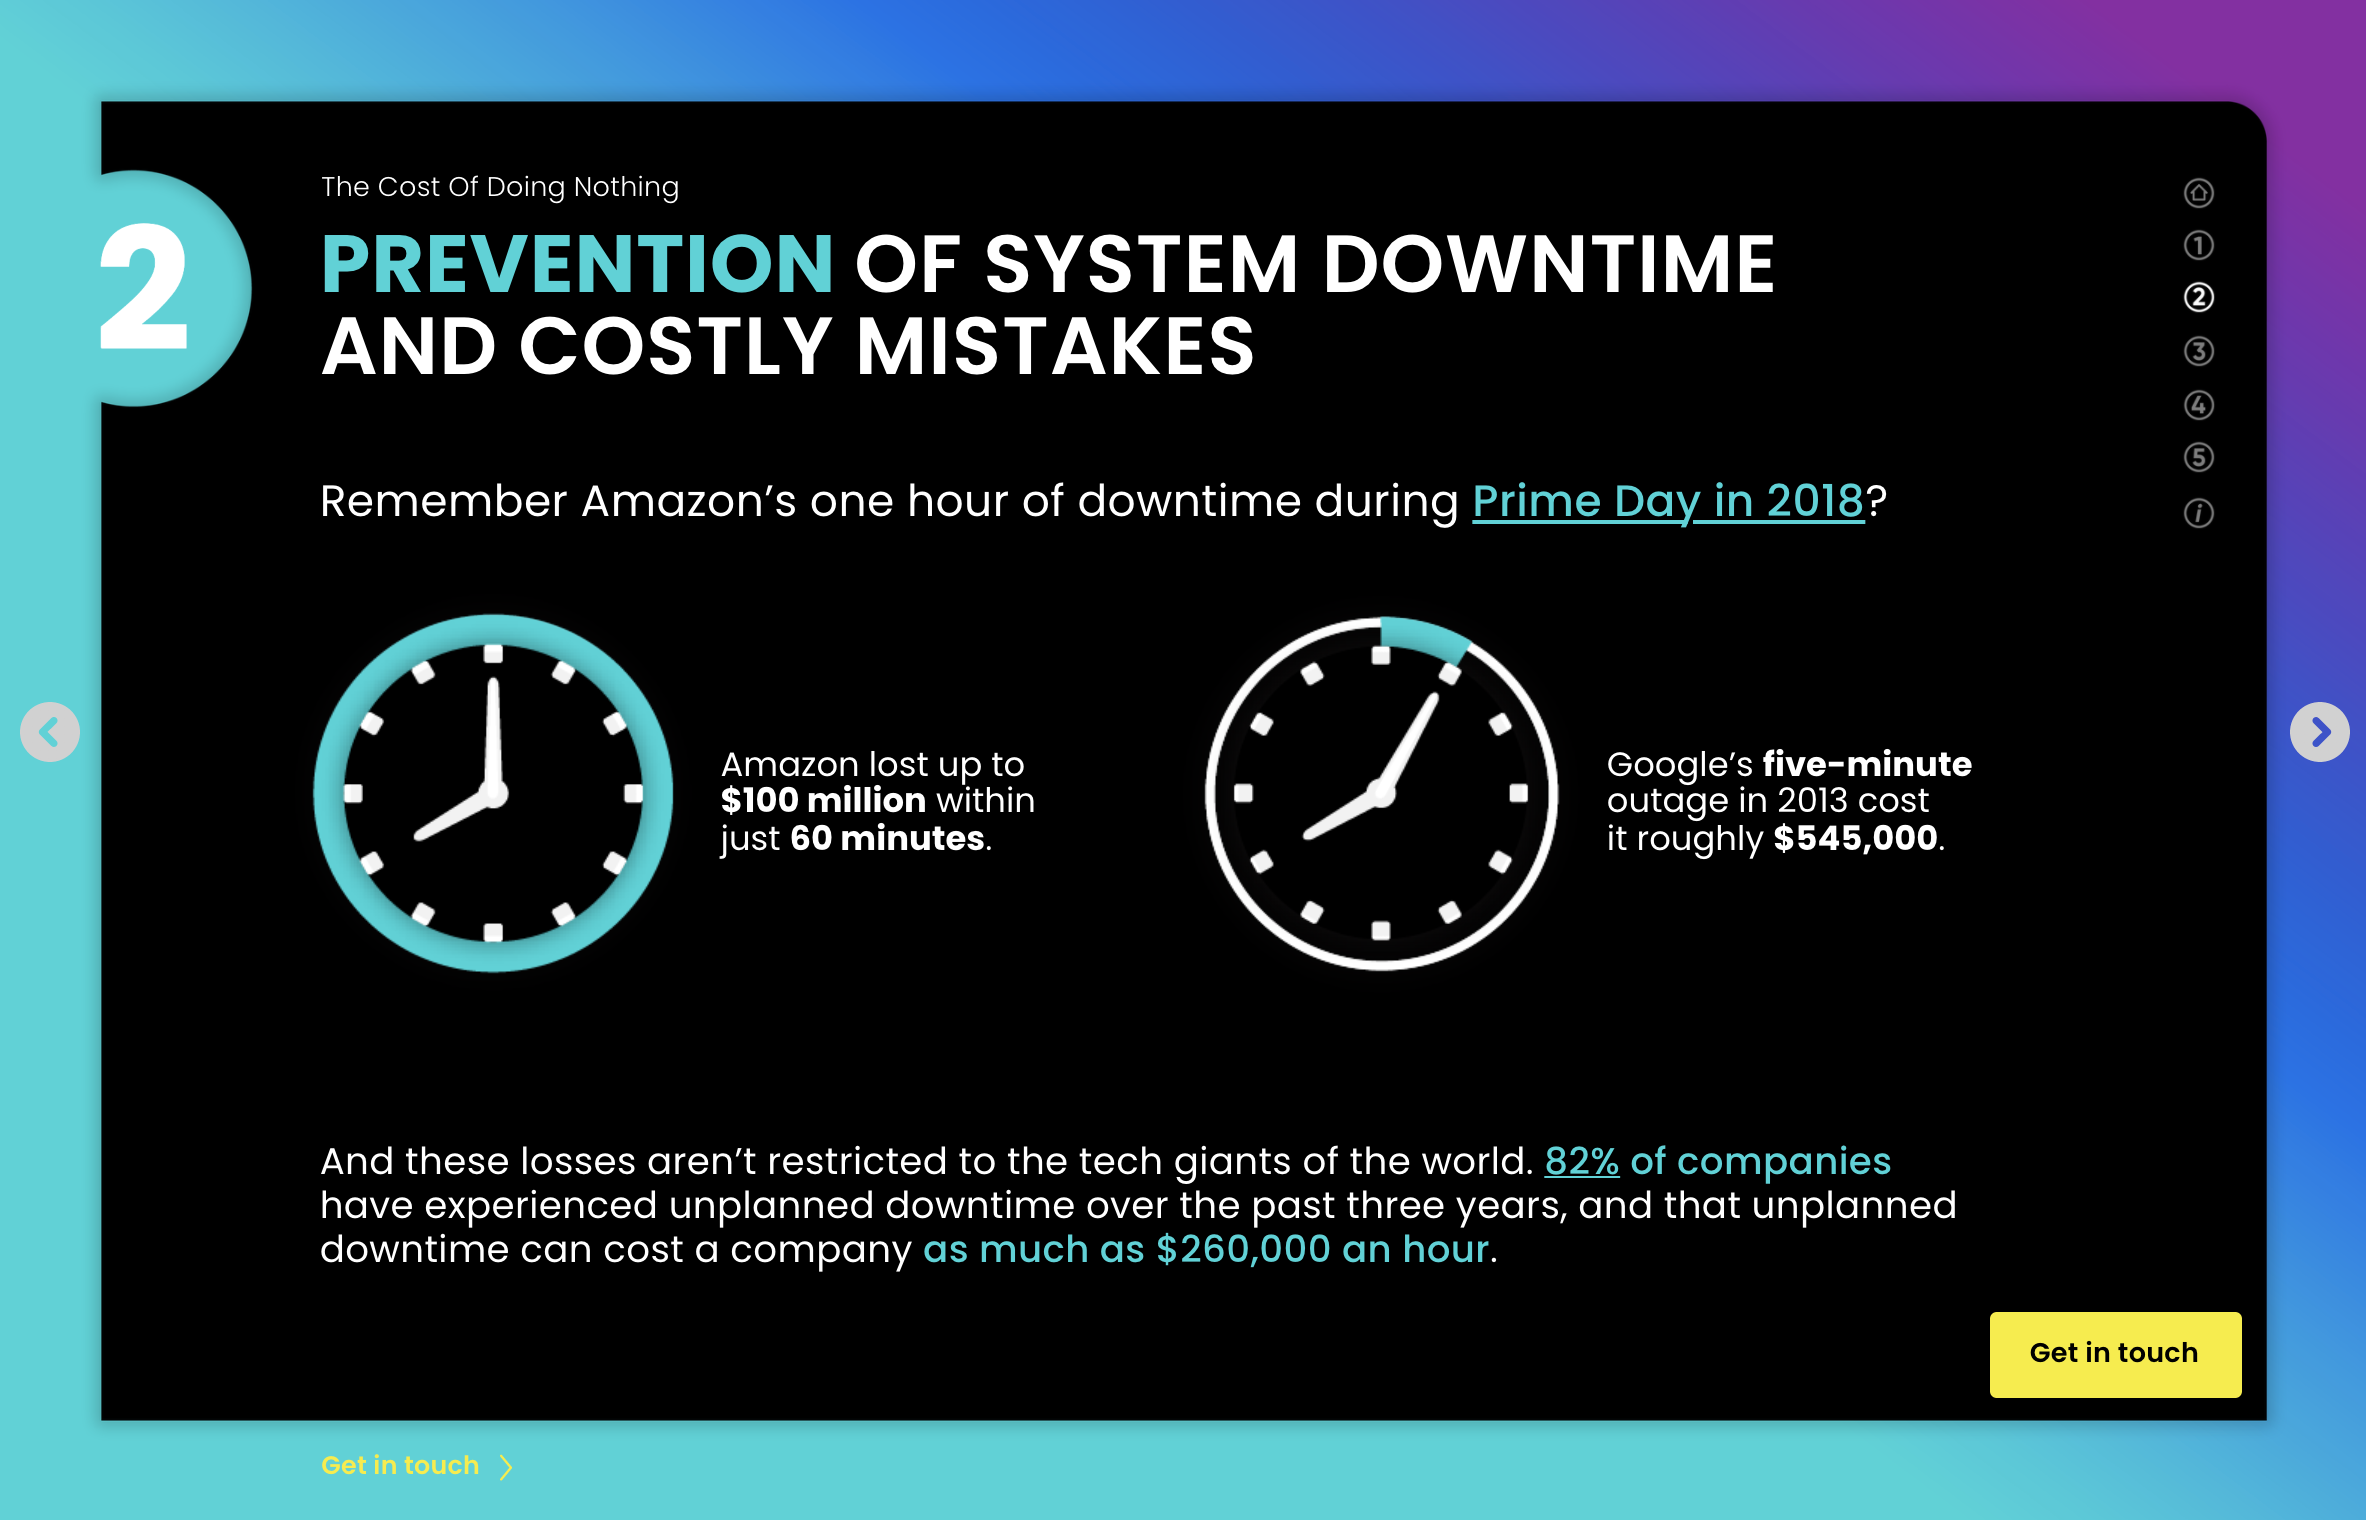 2
The Cost Of Doing Nothing
PREVENTION OF SYSTEM DOWNTIME
AND COSTLY MISTAKES
1
2
3
4
5
i
Remember Amazon’s one hour of downtime during Prime Day in 2018?
Amazon lost up to
$100 million within
just 60 minutes.
Google’s five-minute
outage in 2013 cost
it roughly $545,000.
And these losses aren’t restricted to the tech giants of the world. 82% of companies
have experienced unplanned downtime over the past three years, and that unplanned
downtime can cost a company as much as $260,000 an hour.
Get in touch
Get in touch